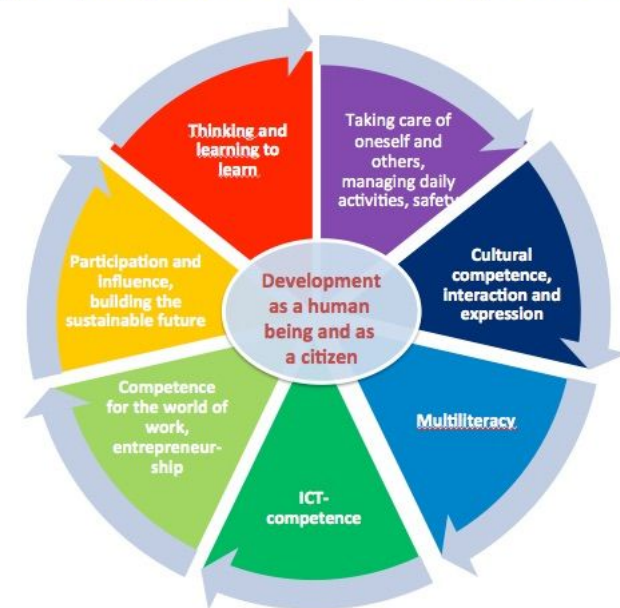 Thinking and
learning to
learn
Taking care of
oneself and
others,
managing daily
activities, safety
Cultural
competence,
interaction and
expression
Multiliteracy
ICT-
competence
Competence
for the world of
work,
entrepreneur-
ship
Participation and
influence,
building the
sustainable future
Development
as a human
being and as
a citizen